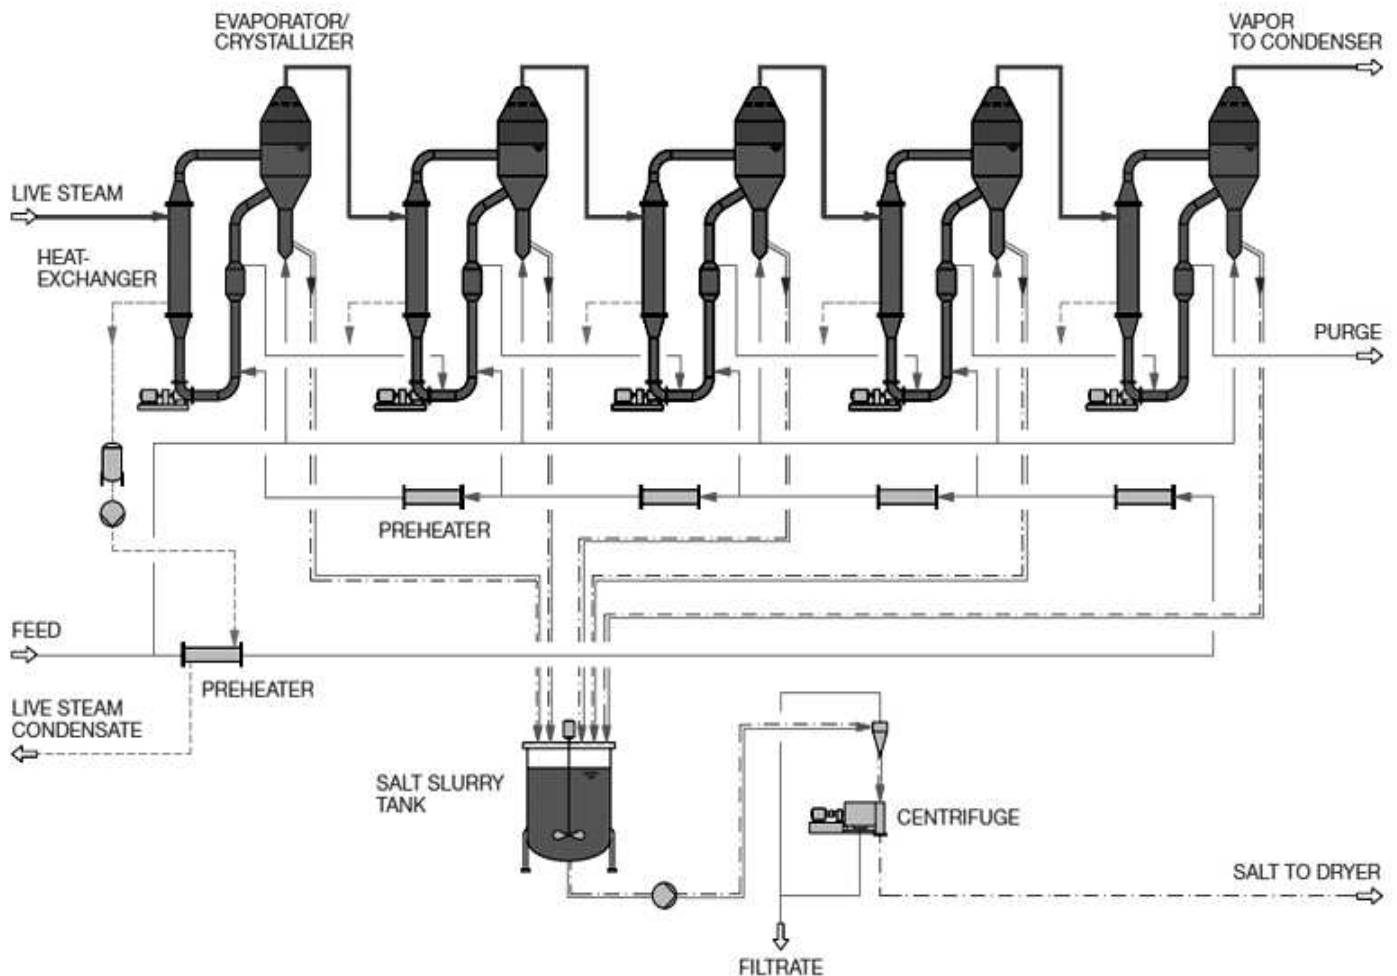 EVAPORATOR/
CRYSTALLIZER
VAPOR
TO CONDENSER
LIVE STEAM
HEAT-
EXCHANGER
PURGE
PREHEATER
FEED
PREHEATER
LIVE STEAM
CONDENSATE
SALT SLURRY
TANK
CENTRIFUGE
SALT TO DRYER
FILTRATE